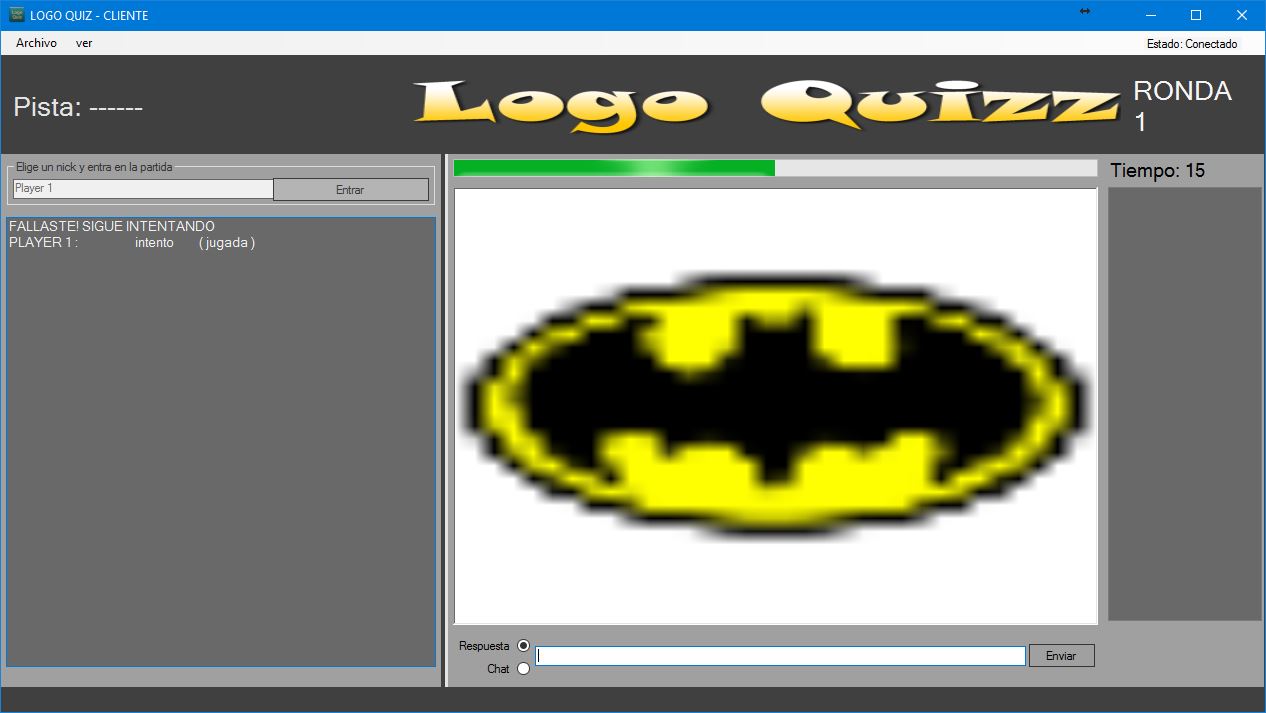 LOGO QUIZ - CLIENTE
Archivo ver
Estado: Conectado
Pista: ------
Logo Quizz
RONDA
1
Elige un nick y entra en la partida
Player 1
Entrar
FALLASTE! SIGUE INTENTANDO
PLAYER 1 : intento ( jugada )
Tiempo: 15
Respuesta
Chat
Enviar